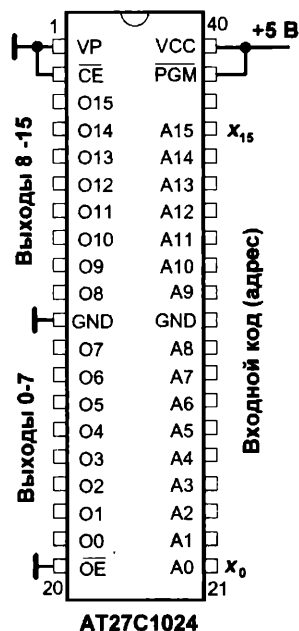 1
40
+5 В
VP VCC
CE PGM
O15
O14 A15 x15
O13 A14
O12 A13
O11 A12
O10 A11
O9 A10
O8 A9
GND GND
O7 A8
O6 A7
O5 A6
O4 A5
O3 A4
O2 A3
O1 A2
O0 A1
OE A0 x0
20
21
Выходы 8 -15
Выходы 0-7
Входной код (адрес)
AT27C1024